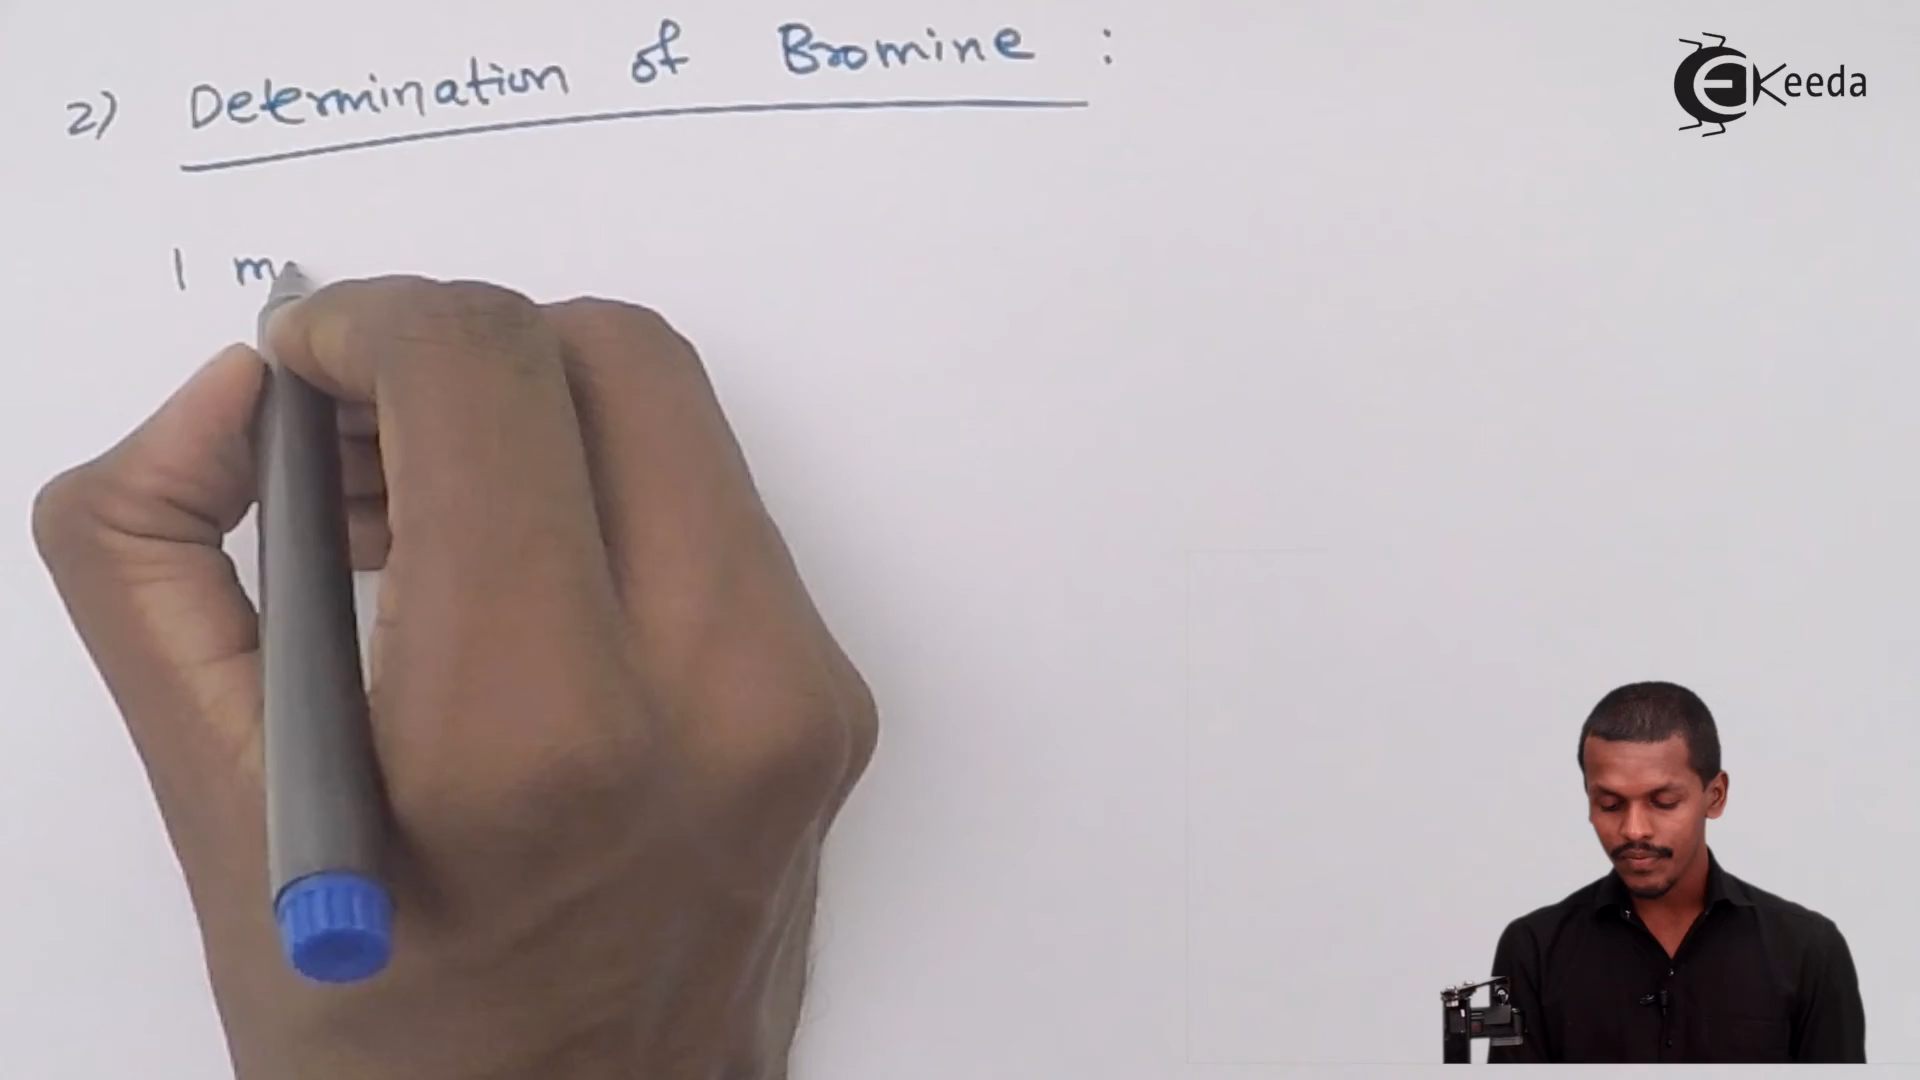 2) Determination of Bromine :
Keeda
1 m